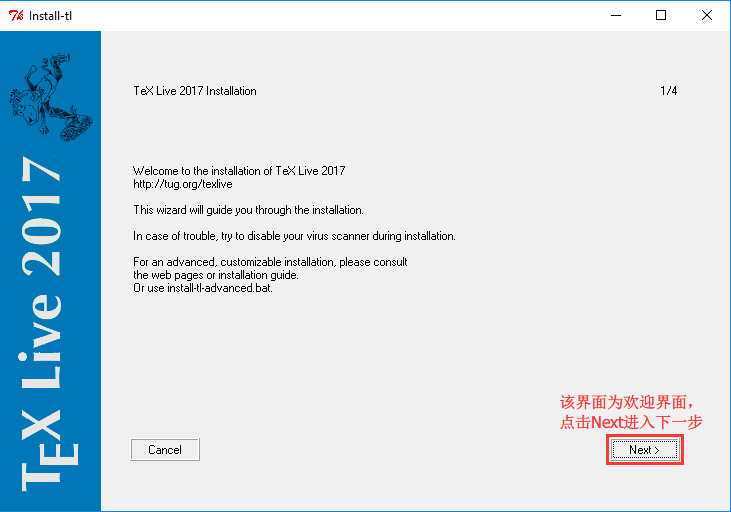 Install-tl
TeX Live 2017 Installation
1/4
Welcome to the installation of TeX Live 2017
http://tug.org/texlive
This wizard will guide you through the installation.
In case of trouble, try to disable your virus scanner during installation.
For an advanced, customizable installation, please consult
the web pages or installation guide.
Or use install-tl-advanced.bat.
TEX Live 2017
该界面为欢迎界面，
点击Next进入下一步
Cancel
Next >